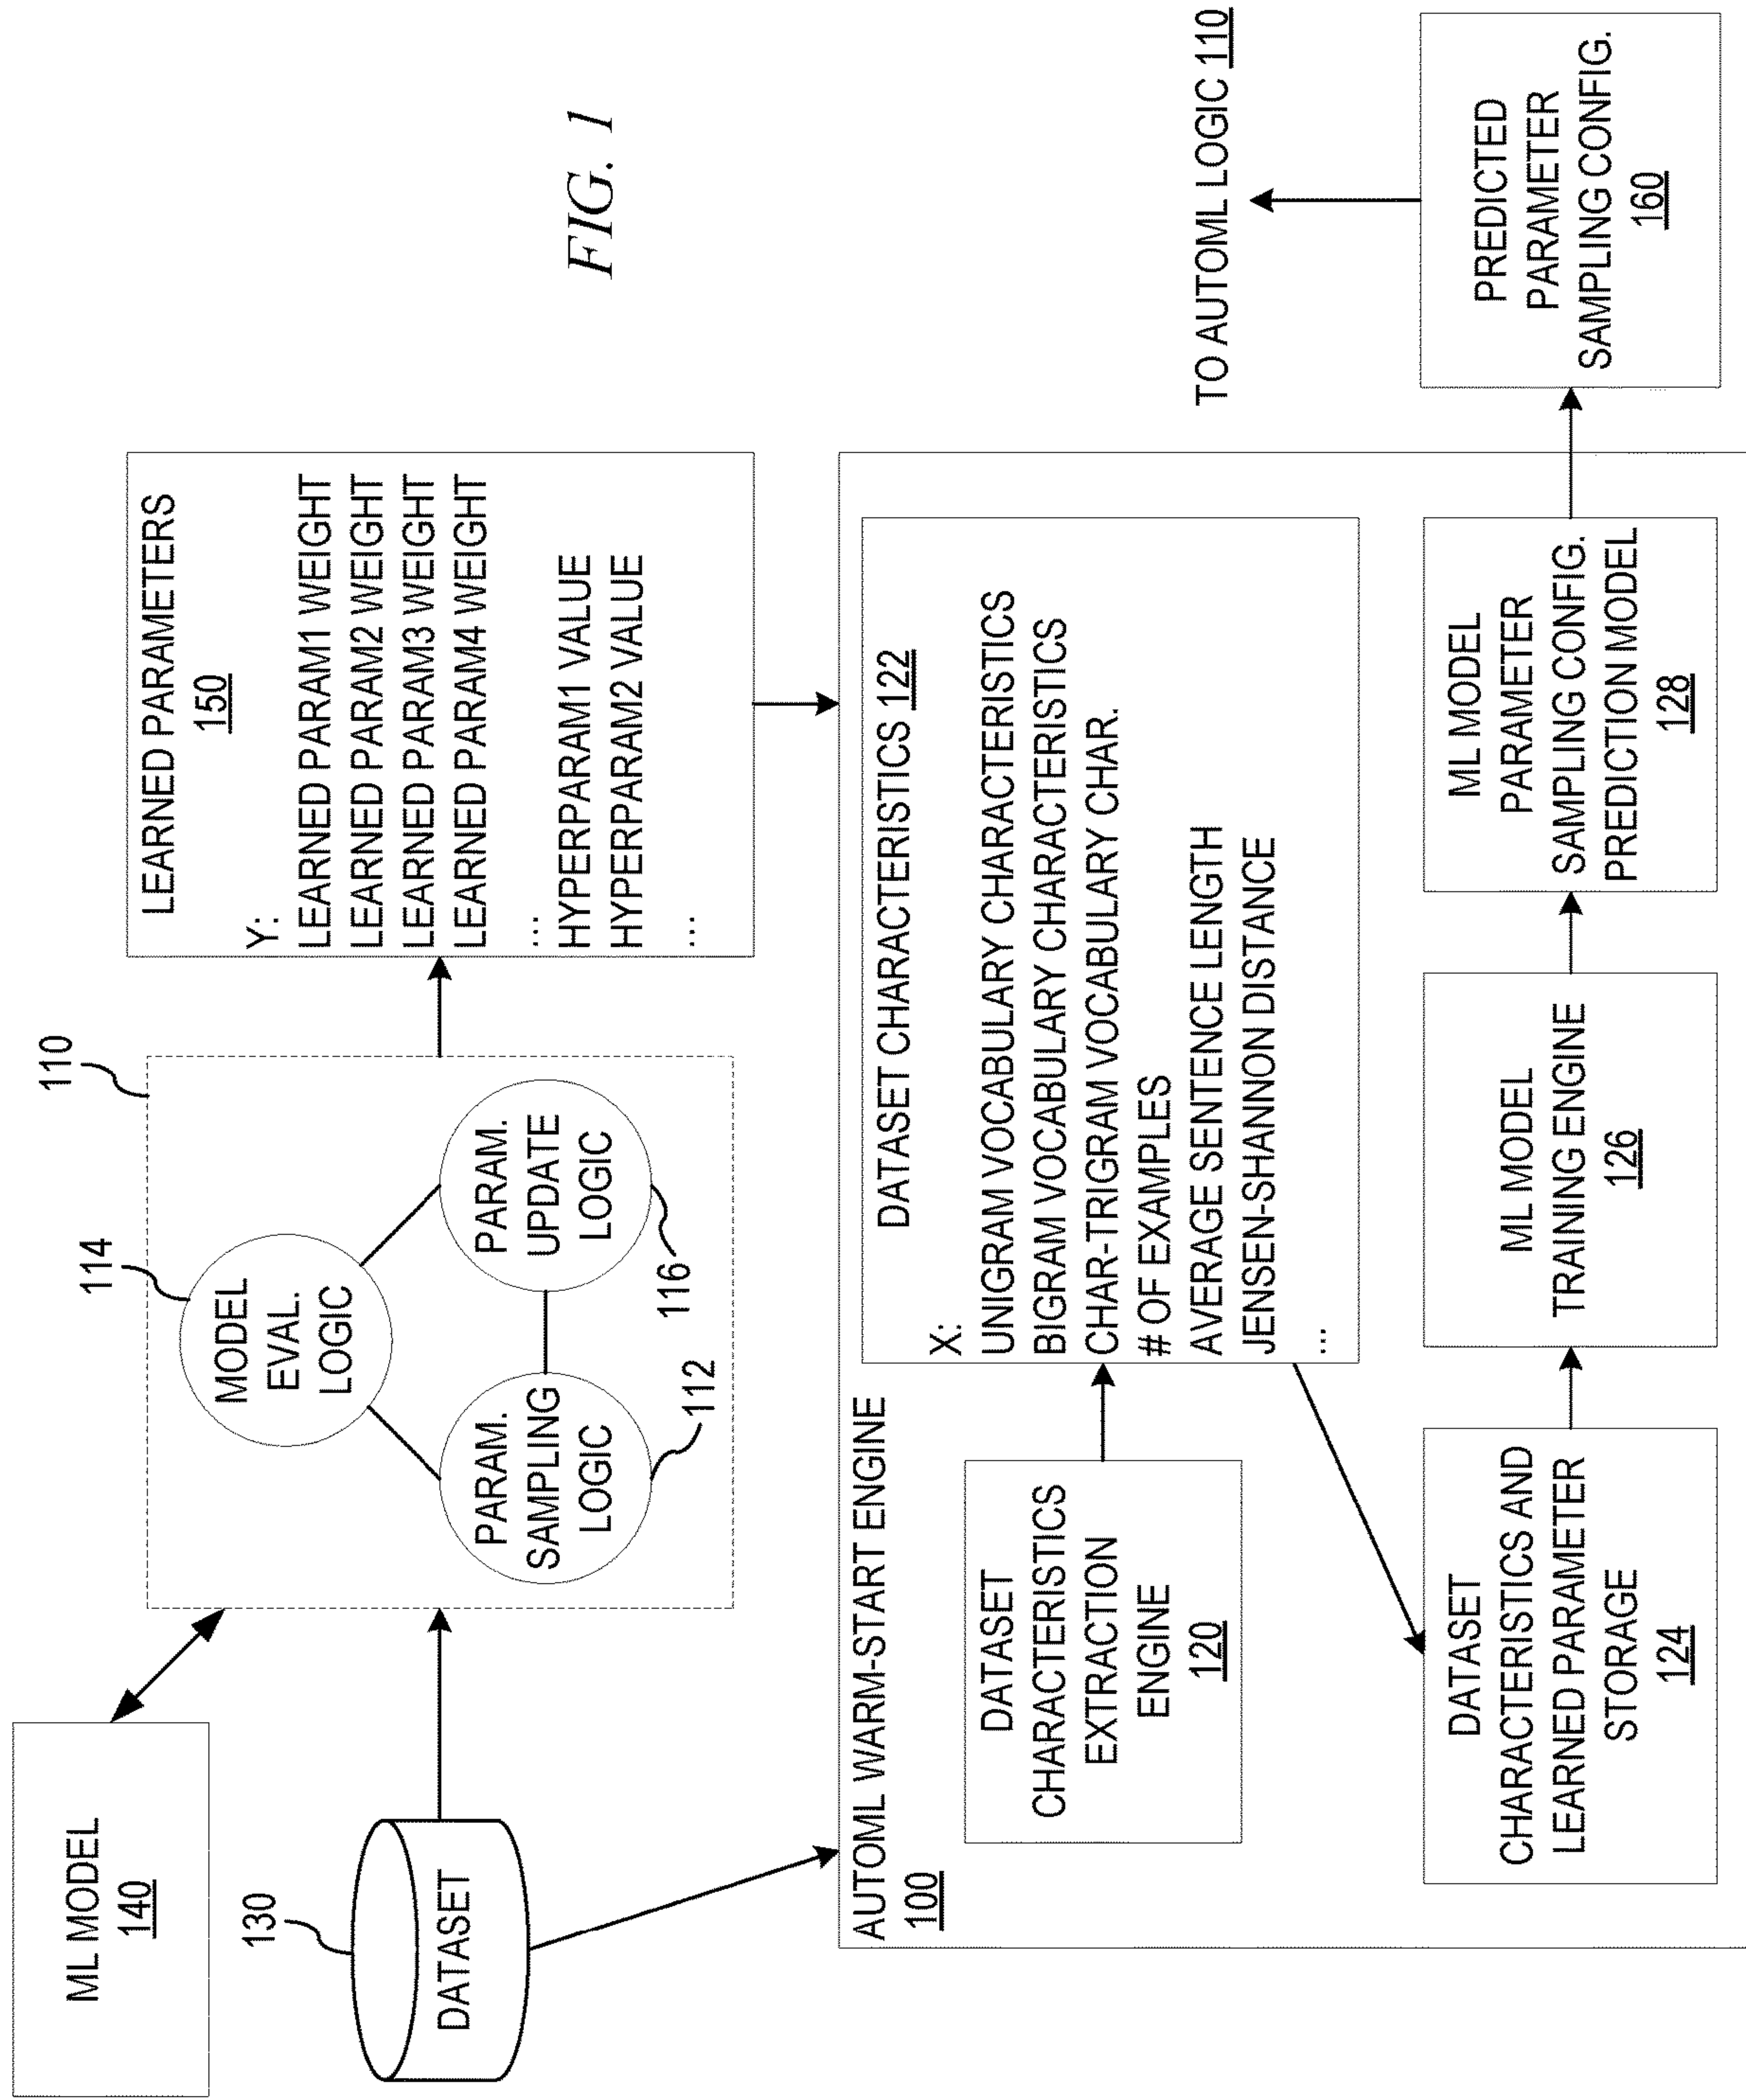 ML MODEL
140
130
DATASET
110
114
MODEL
EVAL.
LOGIC
PARAM.
SAMPLING
LOGIC
112
PARAM.
UPDATE
LOGIC
116
LEARNED PARAMETERS
150
Y:
LEARNED PARAM1 WEIGHT
LEARNED PARAM2 WEIGHT
LEARNED PARAM3 WEIGHT
LEARNED PARAM4 WEIGHT
...
HYPERPARAM1 VALUE
HYPERPARAM2 VALUE
...
FIG. 1
AUTOML WARM-START ENGINE
100
DATASET
CHARACTERISTICS
EXTRACTION
ENGINE
120
DATASET CHARACTERISTICS 122
X:
UNIGRAM VOCABULARY CHARACTERISTICS
BIGRAM VOCABULARY CHARACTERISTICS
CHAR-TRIGRAM VOCABULARY CHAR.
# OF EXAMPLES
AVERAGE SENTENCE LENGTH
JENSEN-SHANNON DISTANCE
...
DATASET
CHARACTERISTICS AND
LEARNED PARAMETER
STORAGE
124
ML MODEL
TRAINING ENGINE
126
ML MODEL
PARAMETER
SAMPLING CONFIG.
PREDICTION MODEL
128
TO AUTOML LOGIC 110
PREDICTED
PARAMETER
SAMPLING CONFIG.
160